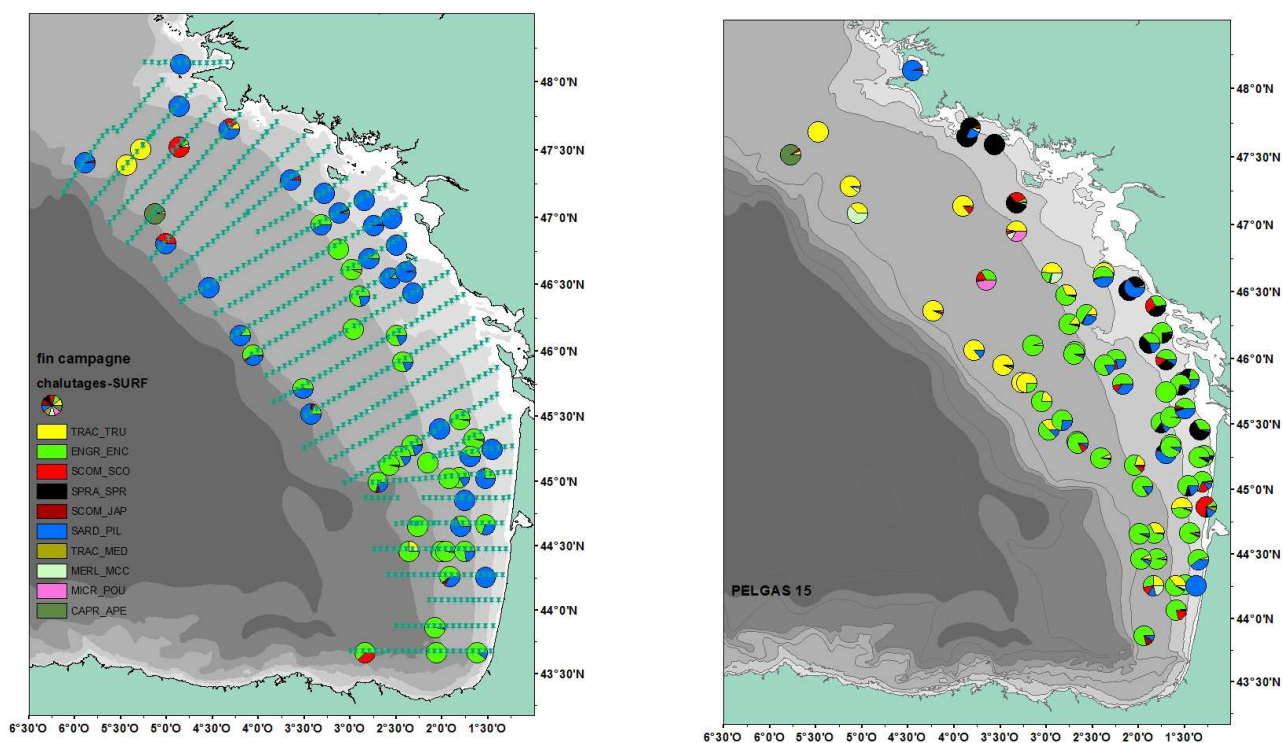 48°0'N
47°30'N
47°0'N
46°30'N
46°0'N
45°30'N
45°0'N
44°30'N
44°0'N
43°30'N
fin campagne
chalutages-SURF
TRAC_TRU
ENGR_ENC
SCOM_SCO
SPRA_SPR
SCOM_JAP
SARD_PIL
TRAC_MED
MERL_MCC
MICR_POU
CAPR_APE
6°30'O 6°0'O 5°30'O 5°0'O 4°30'O 4°0'O 3°30'O 3°0'O 2°30'O 2°0'O 1°30'O
48°0'N
47°30'N
47°0'N
46°30'N
46°0'N
45°30'N
45°0'N
44°30'N
44°0'N
43°30'N
PELGAS 15
6°30'O 6°0'O 5°30'O 5°0'O 4°30'O 4°0'O 3°30'O 3°0'O 2°30'O 2°0'O 1°30'O